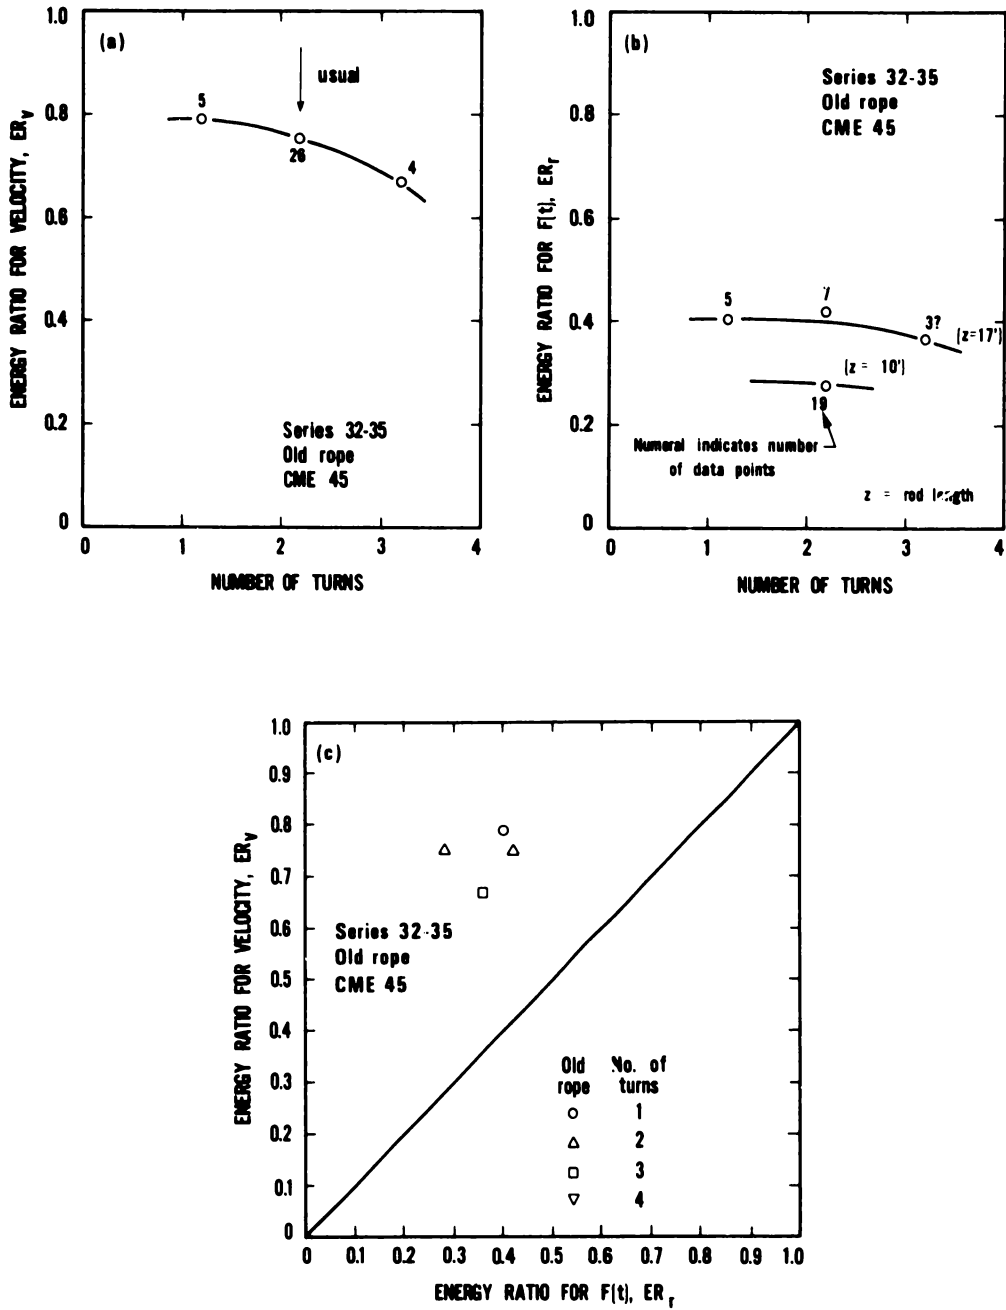 (a)
usual
5
26
4
1.0
0.8
0.6
0.4
0.2
0
ENERGY RATIO FOR VELOCITY, ERv
Series 32-35
Old rope
CME 45
0 1 2 3 4
NUMBER OF TURNS
(b)
Series 32-35
Old rope
CME 45
1.0
0.8
0.6
0.4
0.2
0
ENERGY RATIO FOR F(t), ERr
5
7
3?
(z=17')
(z = 10')
19
Numeral indicates number
of data points
z = rod length
0 1 2 3 4
NUMBER OF TURNS
(c)
1.0
0.9
0.8
0.7
0.6
0.5
0.4
0.3
0.2
0.1
0
ENERGY RATIO FOR VELOCITY, ERv
Series 32-35
Old rope
CME 45
Old rope No. of turns
1
2
3
4
0 0.1 0.2 0.3 0.4 0.5 0.6 0.7 0.8 0.9 1.0
ENERGY RATIO FOR F(t), ERr